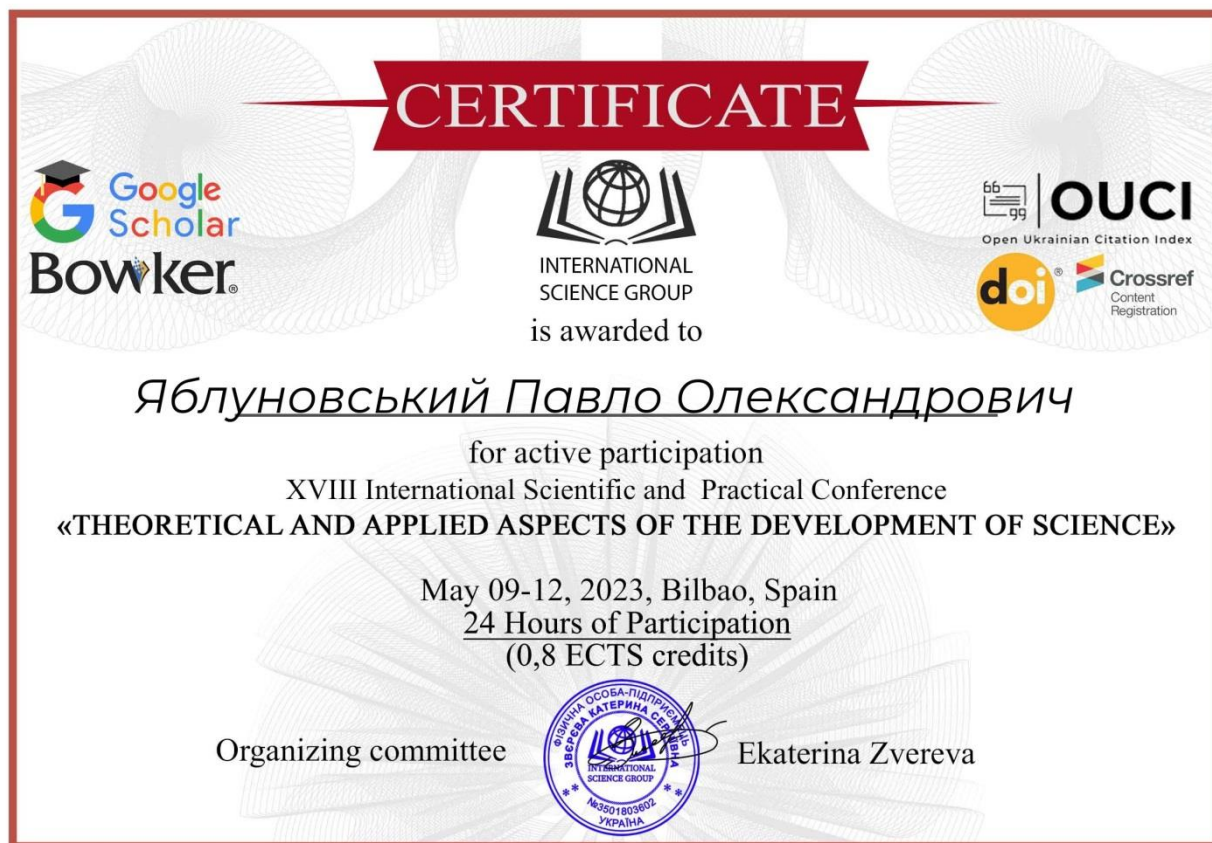 CERTIFICATE
Google
Scholar
Bowker®
INTERNATIONAL
SCIENCE GROUP
66
99
OUCI
Open Ukrainian Citation Index
doi®
Crossref
Content
Registration
is awarded to
Яблуновський Павло Олександрович
for active participation
XVIII International Scientific and Practical Conference
«THEORETICAL AND APPLIED ASPECTS OF THE DEVELOPMENT OF SCIENCE»
May 09-12, 2023, Bilbao, Spain
24 Hours of Participation
(0,8 ECTS credits)
Organizing committee
ФІЗИЧНА ОСОБА-ПІДПРИЄМЕЦЬ
ЗВЄРЄВА КАТЕРИНА СЕРГІЇВНА
INTERNATIONAL
SCIENCE GROUP
№3501803602
УКРАЇНА
Ekaterina Zvereva